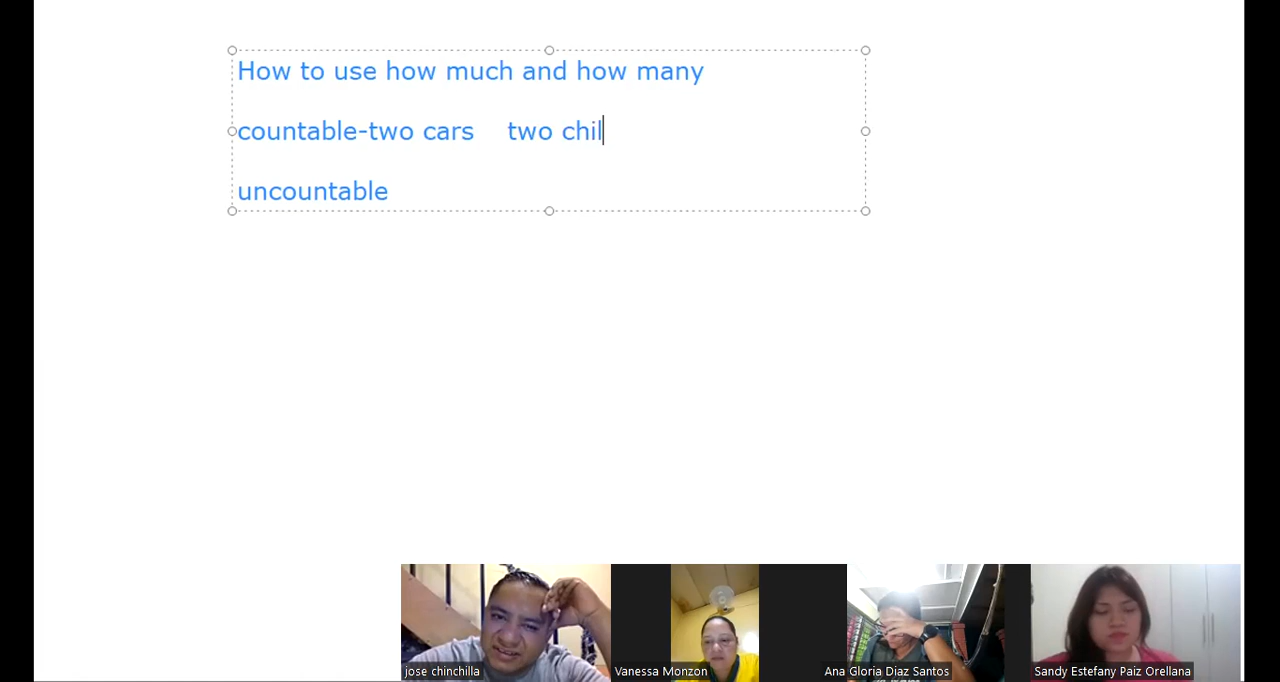 How to use how much and how many
countable-two cars    two chil
uncountable
jose chinchilla
Vanessa Monzon
Ana Gloria Diaz Santos
Sandy Estefany Paiz Orellana